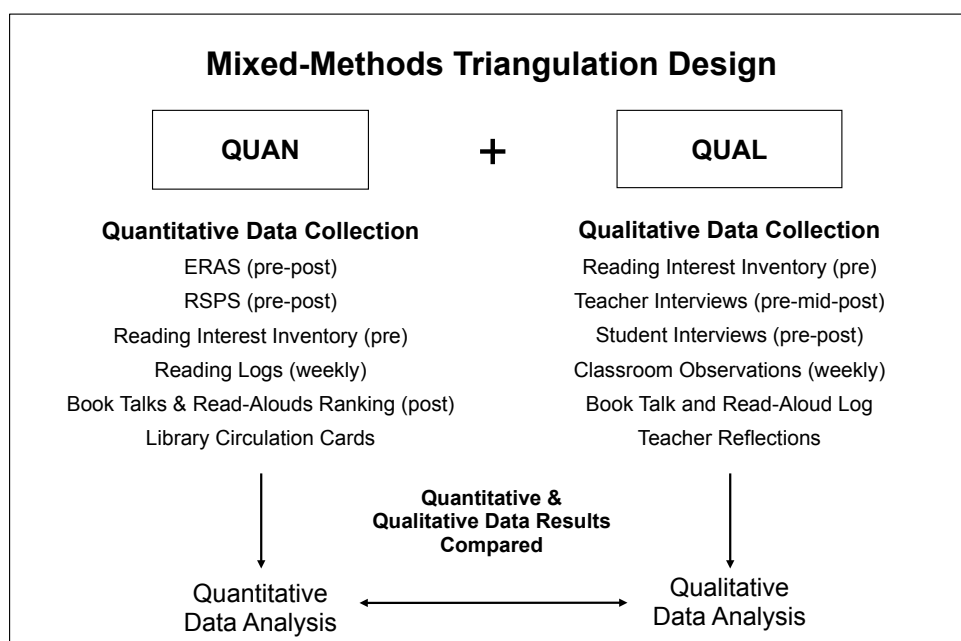 Mixed-Methods Triangulation Design
QUAN
+
QUAL
Quantitative Data Collection
ERAS (pre-post)
RSPS (pre-post)
Reading Interest Inventory (pre)
Reading Logs (weekly)
Book Talks & Read-Alouds Ranking (post)
Library Circulation Cards
Qualitative Data Collection
Reading Interest Inventory (pre)
Teacher Interviews (pre-mid-post)
Student Interviews (pre-post)
Classroom Observations (weekly)
Book Talk and Read-Aloud Log
Teacher Reflections
Quantitative &
Qualitative Data Results
Compared
Quantitative
Data Analysis
Qualitative
Data Analysis